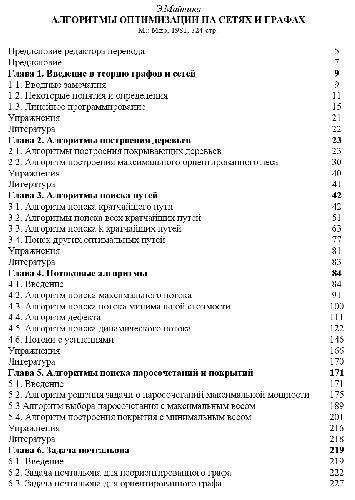 Э.Майника
АЛГОРИТМЫ ОПТИМИЗАЦИИ НА СЕТЯХ И ГРАФАХ
М.: Мир, 1981, 324 стр.
Предисловие редактора перевода 5
Предисловие 7
Глава 1. Введение в теорию графов и сетей 9
1.1. Вводные замечания 9
1.2. Некоторые понятия и определения 11
1.3. Линейное программирование 15
Упражнения 21
Литература 22
Глава 2. Алгоритмы построения деревьев 23
2.1. Алгоритмы построения покрывающих деревьев 23
2.2. Алгоритм построения максимального ориентированного леса 30
Упражнения 40
Литература 41
Глава 3. Алгоритмы поиска путей 42
3.1. Алгоритм поиска кратчайшего пути 42
3.2. Алгоритмы поиска всех кратчайших путей 51
3.3. Алгоритм поиска k кратчайших путей 63
3.4. Поиск других оптимальных путей 77
Упражнения 81
Литература 83
Глава 4. Потоковые алгоритмы 84
4.1. Введение 84
4.2. Алгоритм поиска максимального потока 91
4.3. Алгоритм поиска потока минимальной стоимости 100
4.4. Алгоритм дефекта 111
4.5. Алгоритм поиска динамического потока 122
4.6. Потоки с усилениями 146
Упражнения 166
Литература 170
Глава 5. Алгоритмы поиска паросочетаний и покрытий 171
5.1. Введение 171
5.2. Алгоритм решения задачи о паросочетаний максимальной мощности 175
5.3 Алгоритм выбора паросочетания с максимальным весом 189
5.4. Алгоритм построения покрытия с минимальным весом 201
Упражнения 216
Литература 218
Глава 6. Задача почтальона 219
6.1. Введение 219
6.2. Задача почтальона для неориентированного графа 222
6.3. Задача почтальона для ориентированного графа 227